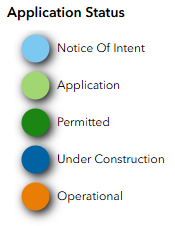 Application Status
Notice Of Intent
Application
Permitted
Under Construction
Operational